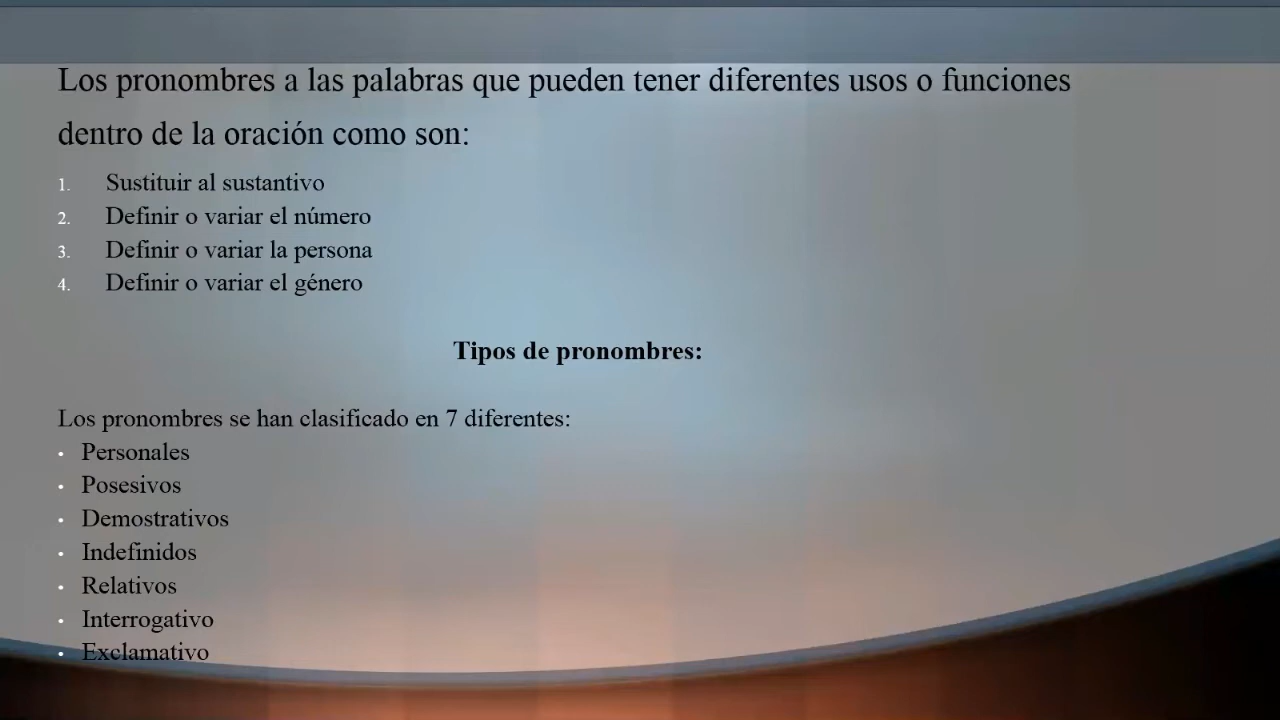 Los pronombres a las palabras que pueden tener diferentes usos o funciones
dentro de la oración como son:
1. Sustituir al sustantivo
2. Definir o variar el número
3. Definir o variar la persona
4. Definir o variar el género
Tipos de pronombres:
Los pronombres se han clasificado en 7 diferentes:
• Personales
• Posesivos
• Demostrativos
• Indefinidos
• Relativos
• Interrogativo
• Exclamativo